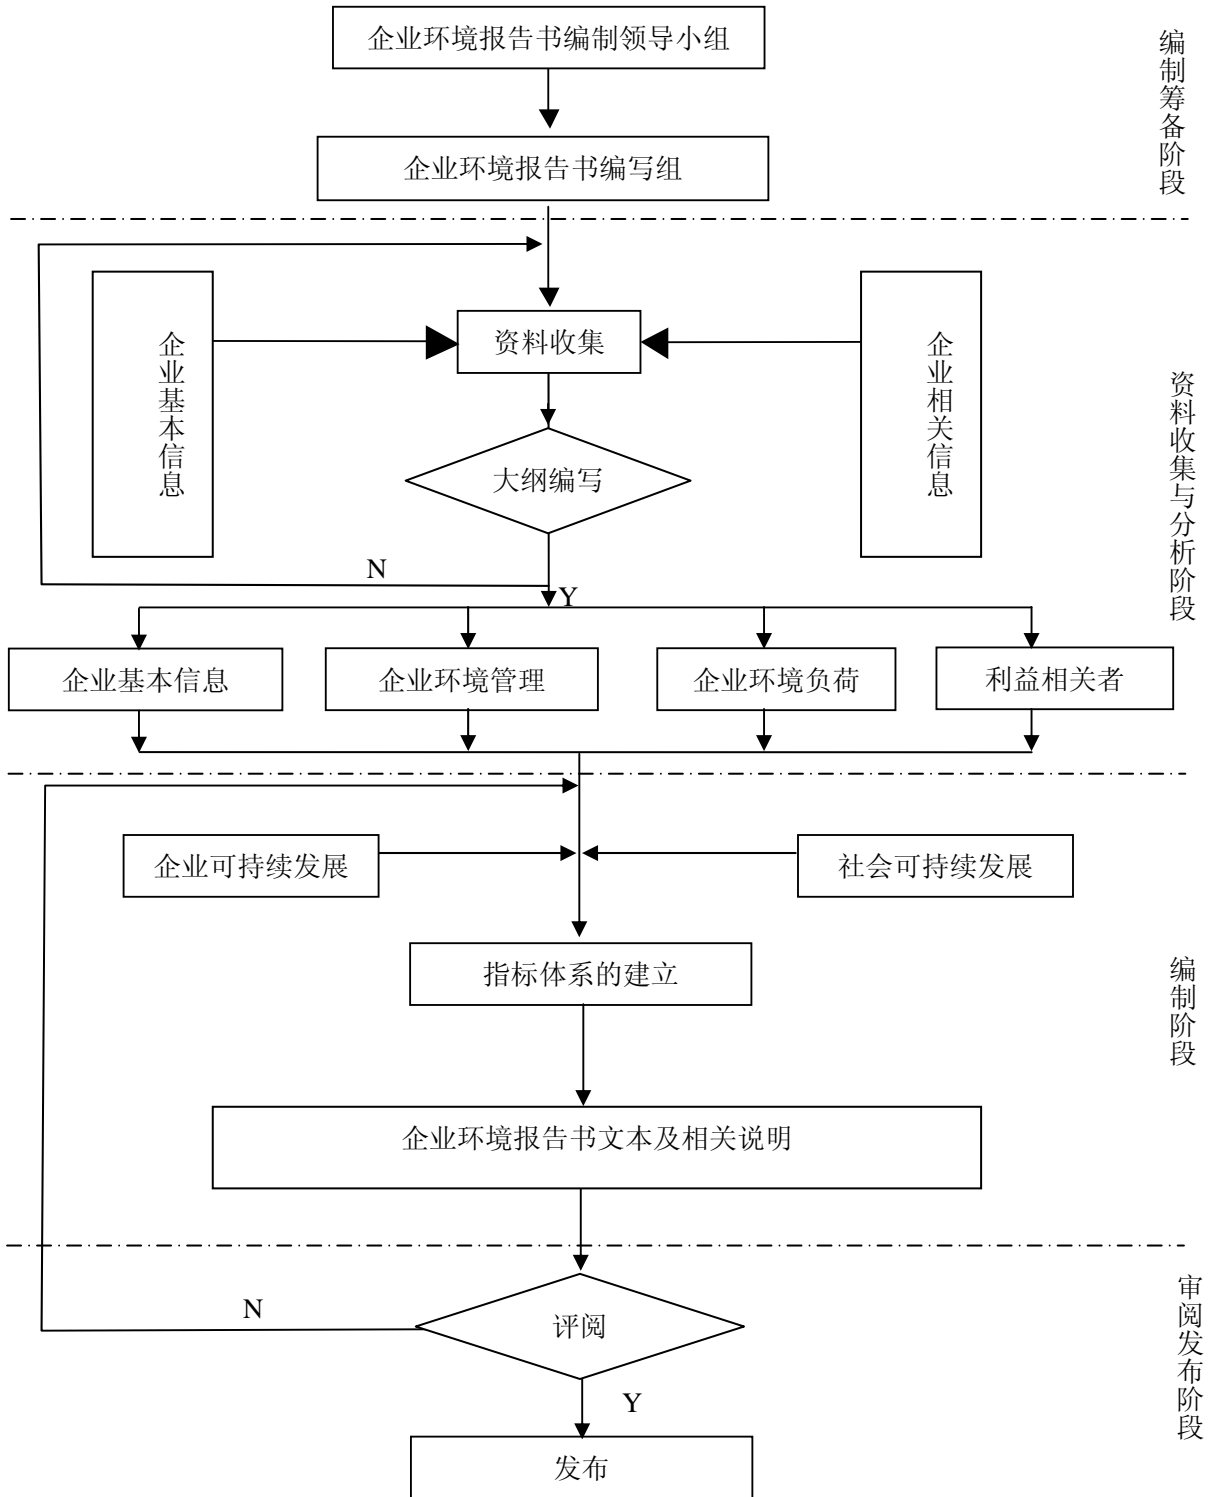 企业环境报告书编制领导小组
编制筹备阶段
企业环境报告书编写组
企业基本信息
资料收集
企业相关信息
资料收集与分析阶段
大纲编写
N
Y
企业基本信息
企业环境管理
企业环境负荷
利益相关者
企业可持续发展
社会可持续发展
指标体系的建立
编制阶段
企业环境报告书文本及相关说明
N
评阅
审阅发布阶段
Y
发布